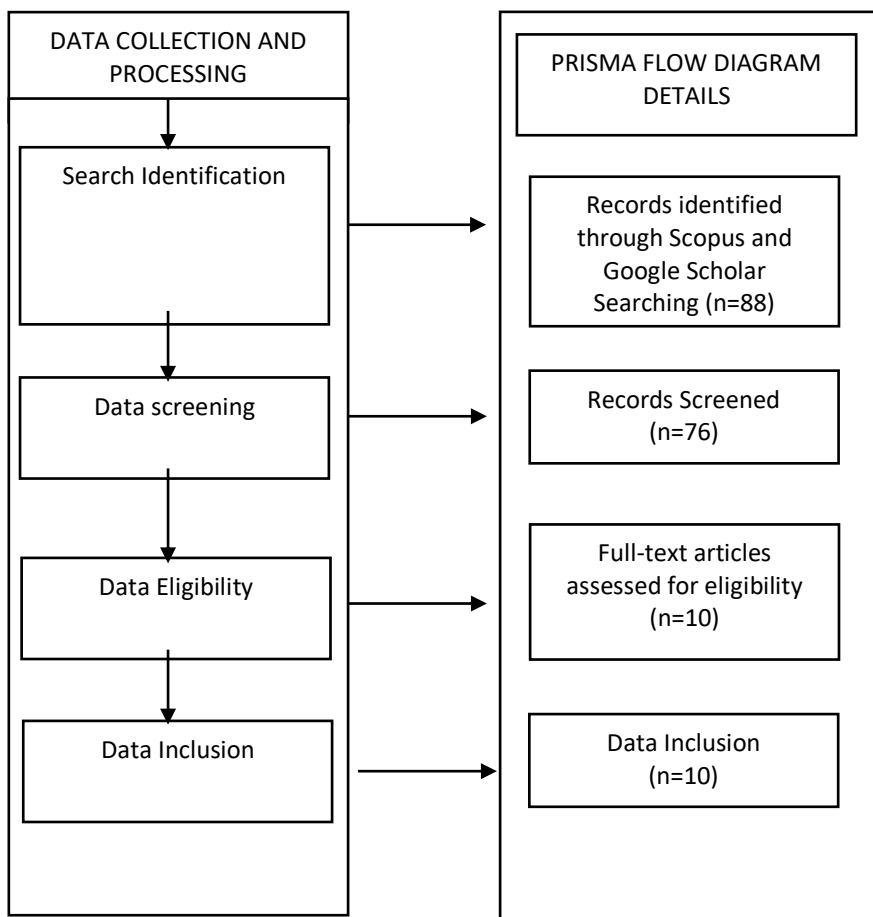 DATA COLLECTION AND
PROCESSING
Search Identification
Data screening
Data Eligibility
Data Inclusion
PRISMA FLOW DIAGRAM
DETAILS
Records identified
through Scopus and
Google Scholar
Searching (n=88)
Records Screened
(n=76)
Full-text articles
assessed for eligibility
(n=10)
Data Inclusion
(n=10)